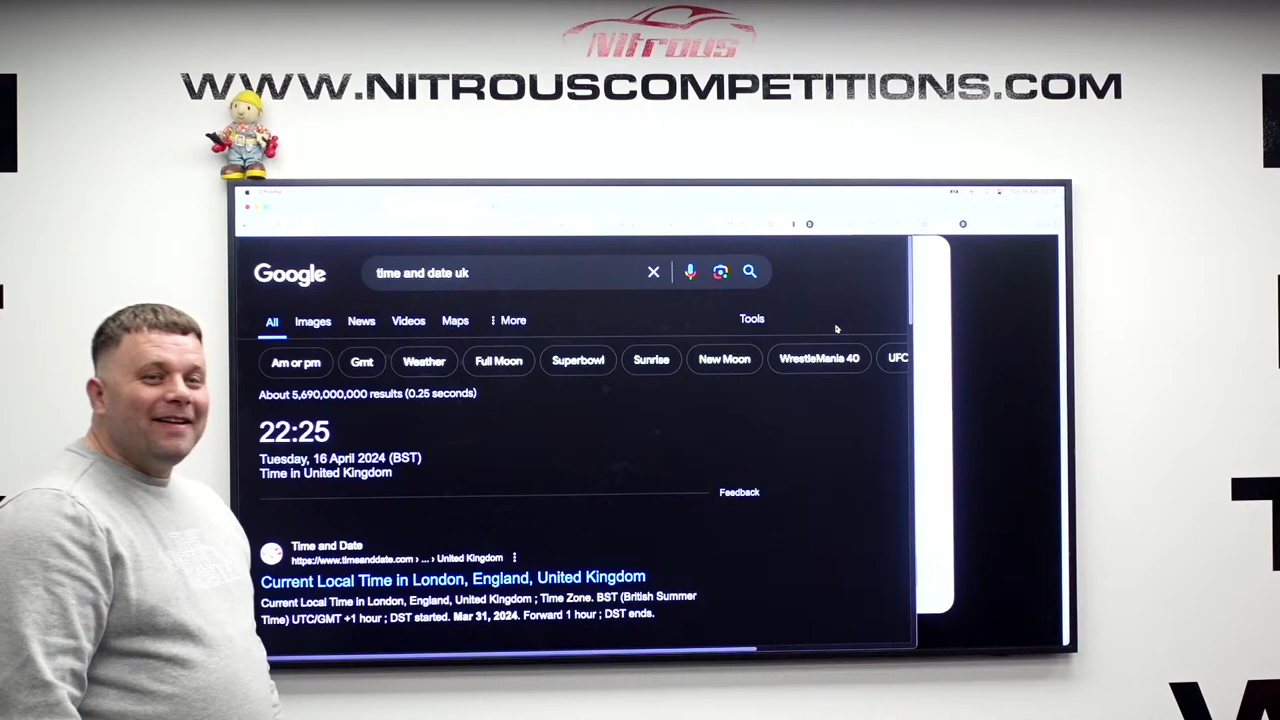 Nitrous
WWW.NITROUSCOMPETITIONS.COM
Google
time and date uk
All Images News Videos Maps More Tools
Am or pm Gmt Weather Full Moon Superbowl Sunrise New Moon WrestleMania 40 UFC
About 5,690,000,000 results (0.25 seconds)
22:25
Tuesday, 16 April 2024 (BST)
Time in United Kingdom
Feedback
Time and Date
https://www.timeanddate.com › ... › United Kingdom
Current Local Time in London, England, United Kingdom
Current Local Time in London, England, United Kingdom ; Time Zone. BST (British Summer
Time) UTC/GMT +1 hour ; DST started. Mar 31, 2024. Forward 1 hour ; DST ends.